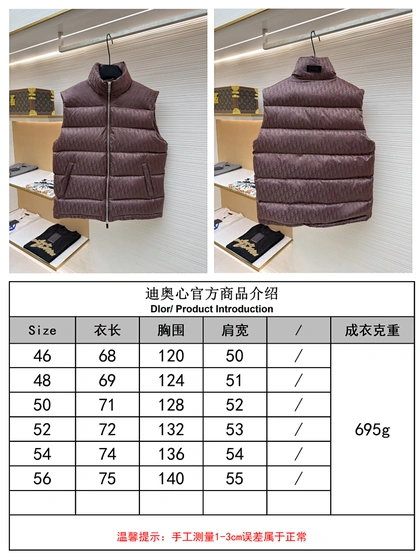 迪奥心官方商品介绍
DIor/ Product Introduction
Size 衣长 胸围 肩宽 / 成衣克重
46 68 120 50 /
48 69 124 51 /
50 71 128 52 /
52 72 132 53 / 695g
54 74 136 54 /
56 75 140 55 /
温馨提示: 手工测量1-3cm误差属于正常